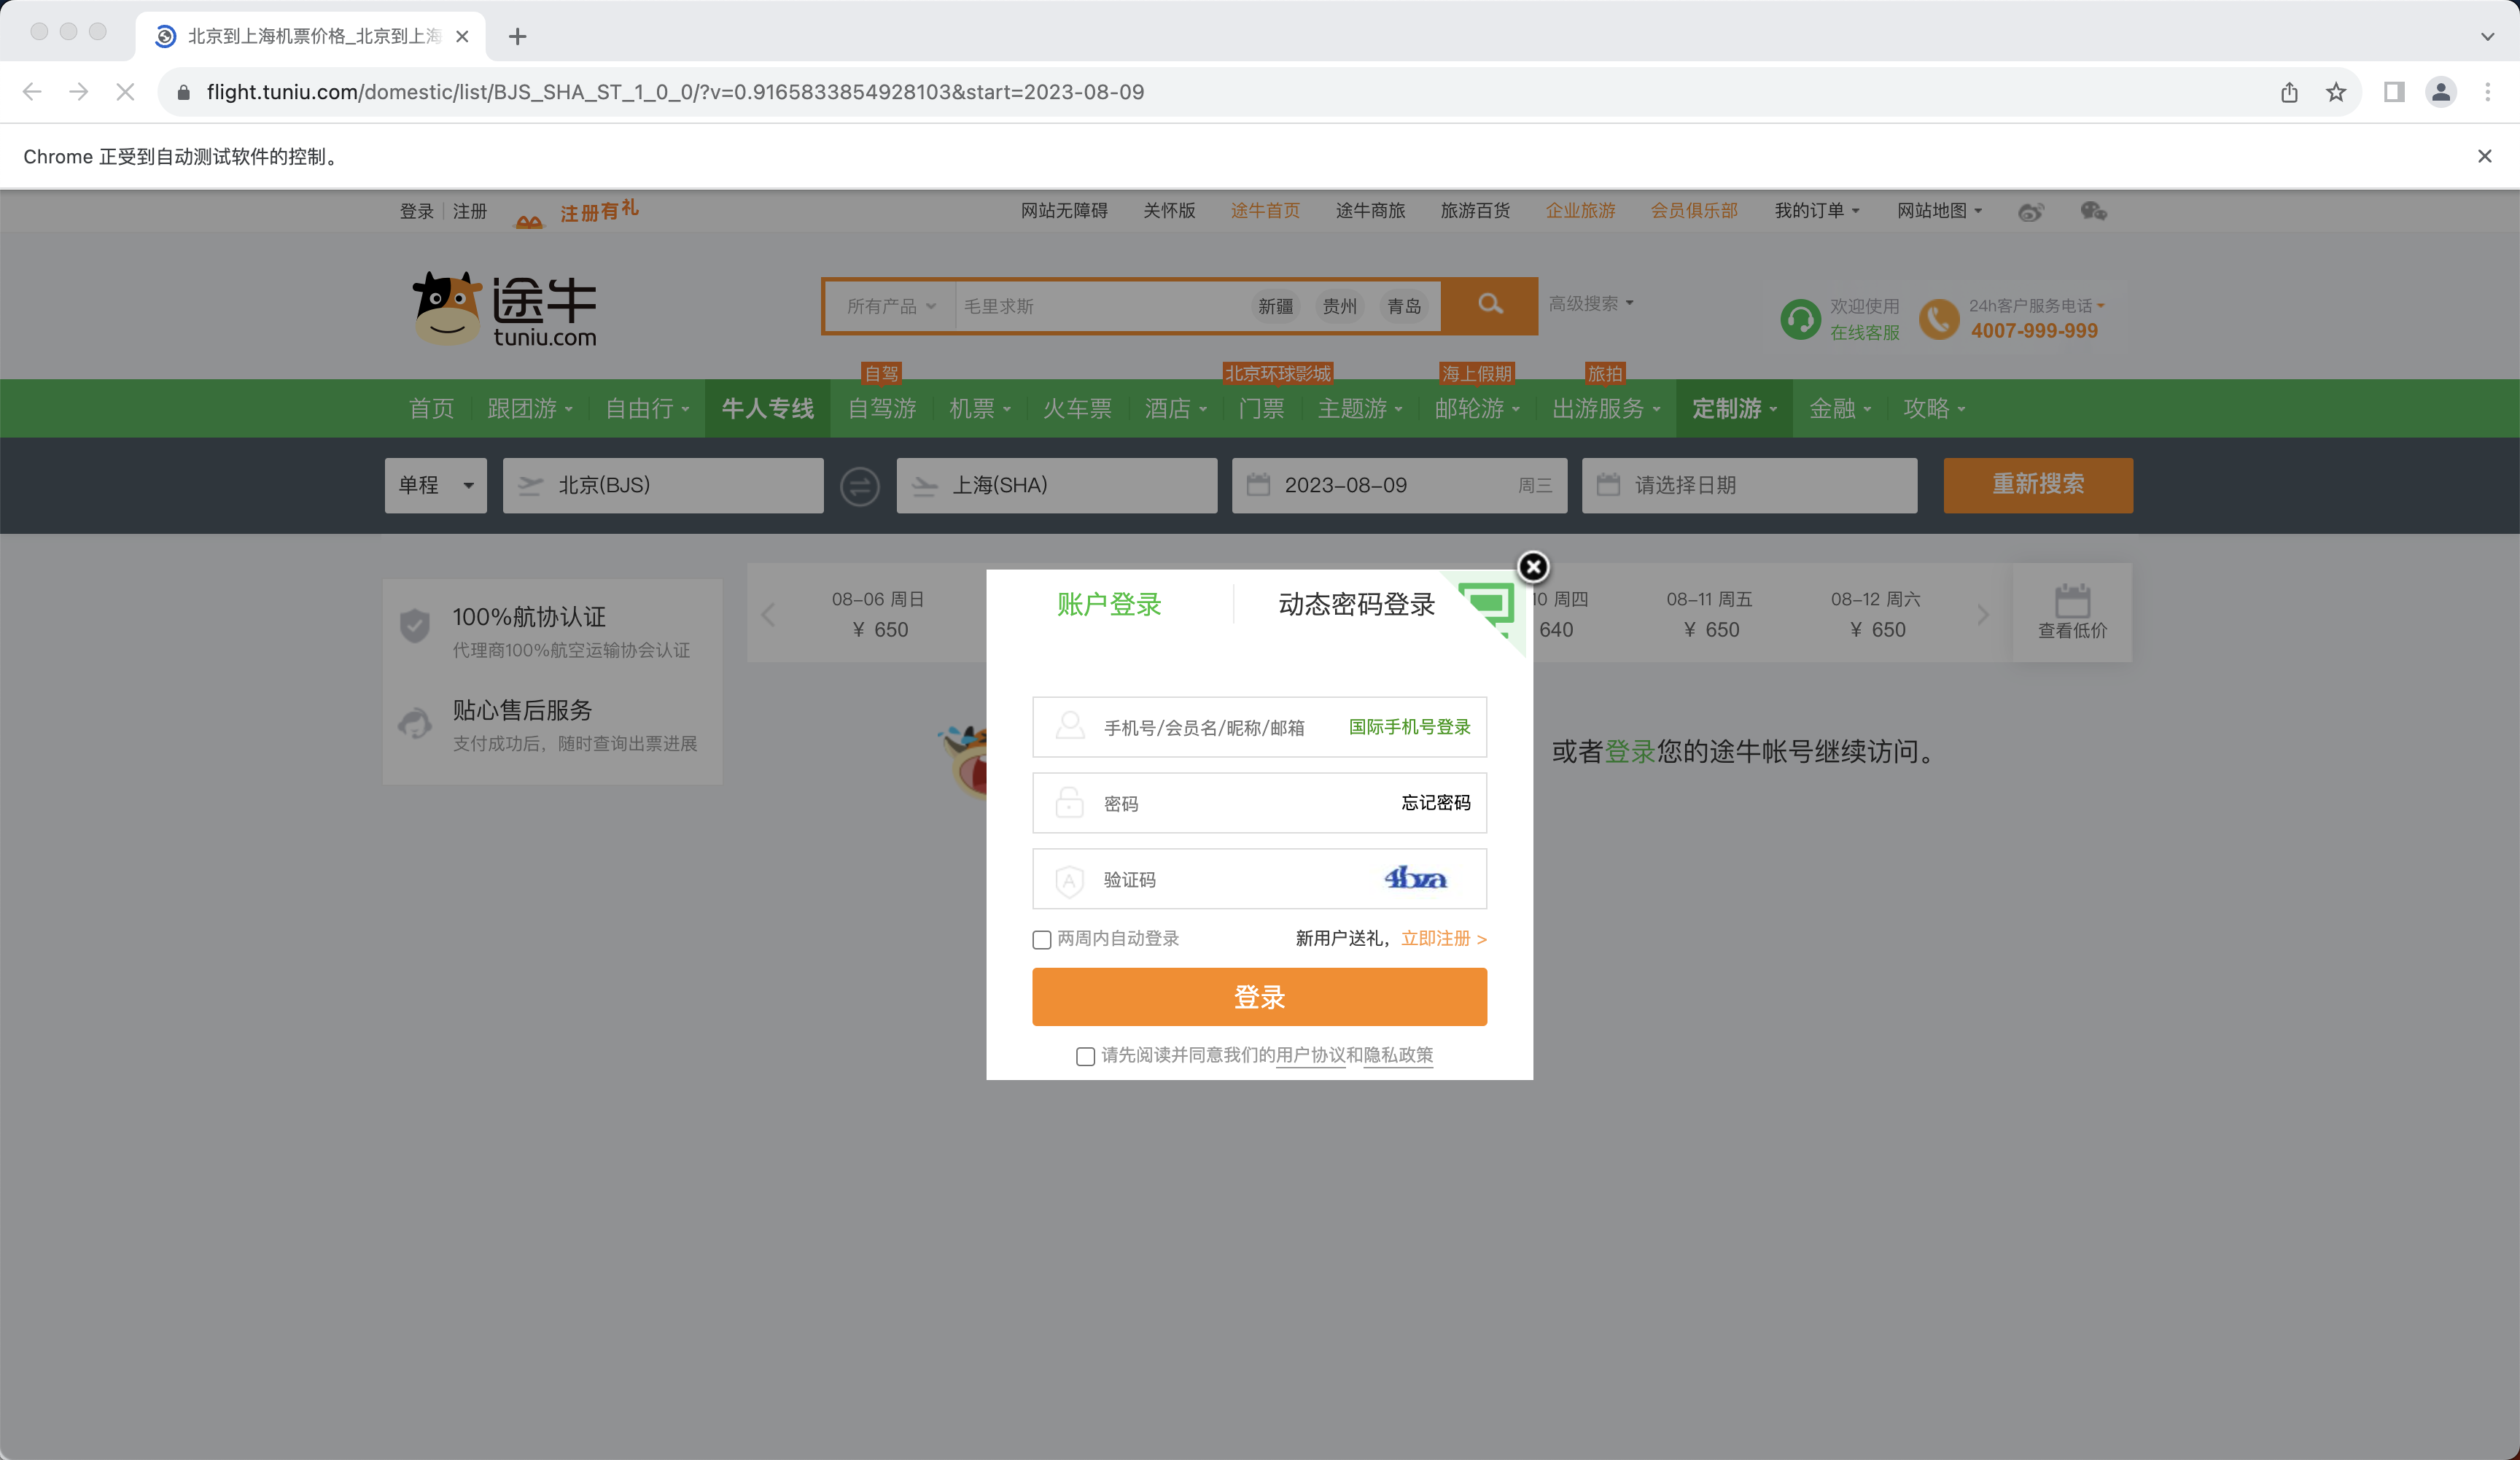 北京到上海机票价格_北京到上海
flight.tuniu.com/domestic/list/BJS_SHA_ST_1_0_0/?v=0.9165833854928103&start=2023-08-09
Chrome 正受到自动测试软件的控制。
登录 注册 注册有礼 网站无障碍 关怀版 途牛首页 途牛商旅 旅游百货 企业旅游 会员俱乐部 我的订单 网站地图
途牛
tuniu.com
所有产品 毛里求斯 新疆 贵州 青岛 高级搜索
欢迎使用
在线客服
24h客户服务电话
4007-999-999
自驾 北京环球影城 海上假期 旅拍
首页 跟团游 自由行 牛人专线 自驾游 机票 火车票 酒店 门票 主题游 邮轮游 出游服务 定制游 金融 攻略
单程 北京(BJS) 上海(SHA) 2023-08-09 周三 请选择日期 重新搜索
100%航协认证
代理商100%航空运输协会认证
贴心售后服务
支付成功后，随时查询出票进展
08-06 周日
¥ 650
10 周四
640
08-11 周五
¥ 650
08-12 周六
¥ 650
查看低价
或者登录您的途牛帐号继续访问。
账户登录 动态密码登录
手机号/会员名/昵称/邮箱 国际手机号登录
密码 忘记密码
验证码 4bva
两周内自动登录 新用户送礼，立即注册 >
登录
请先阅读并同意我们的用户协议和隐私政策